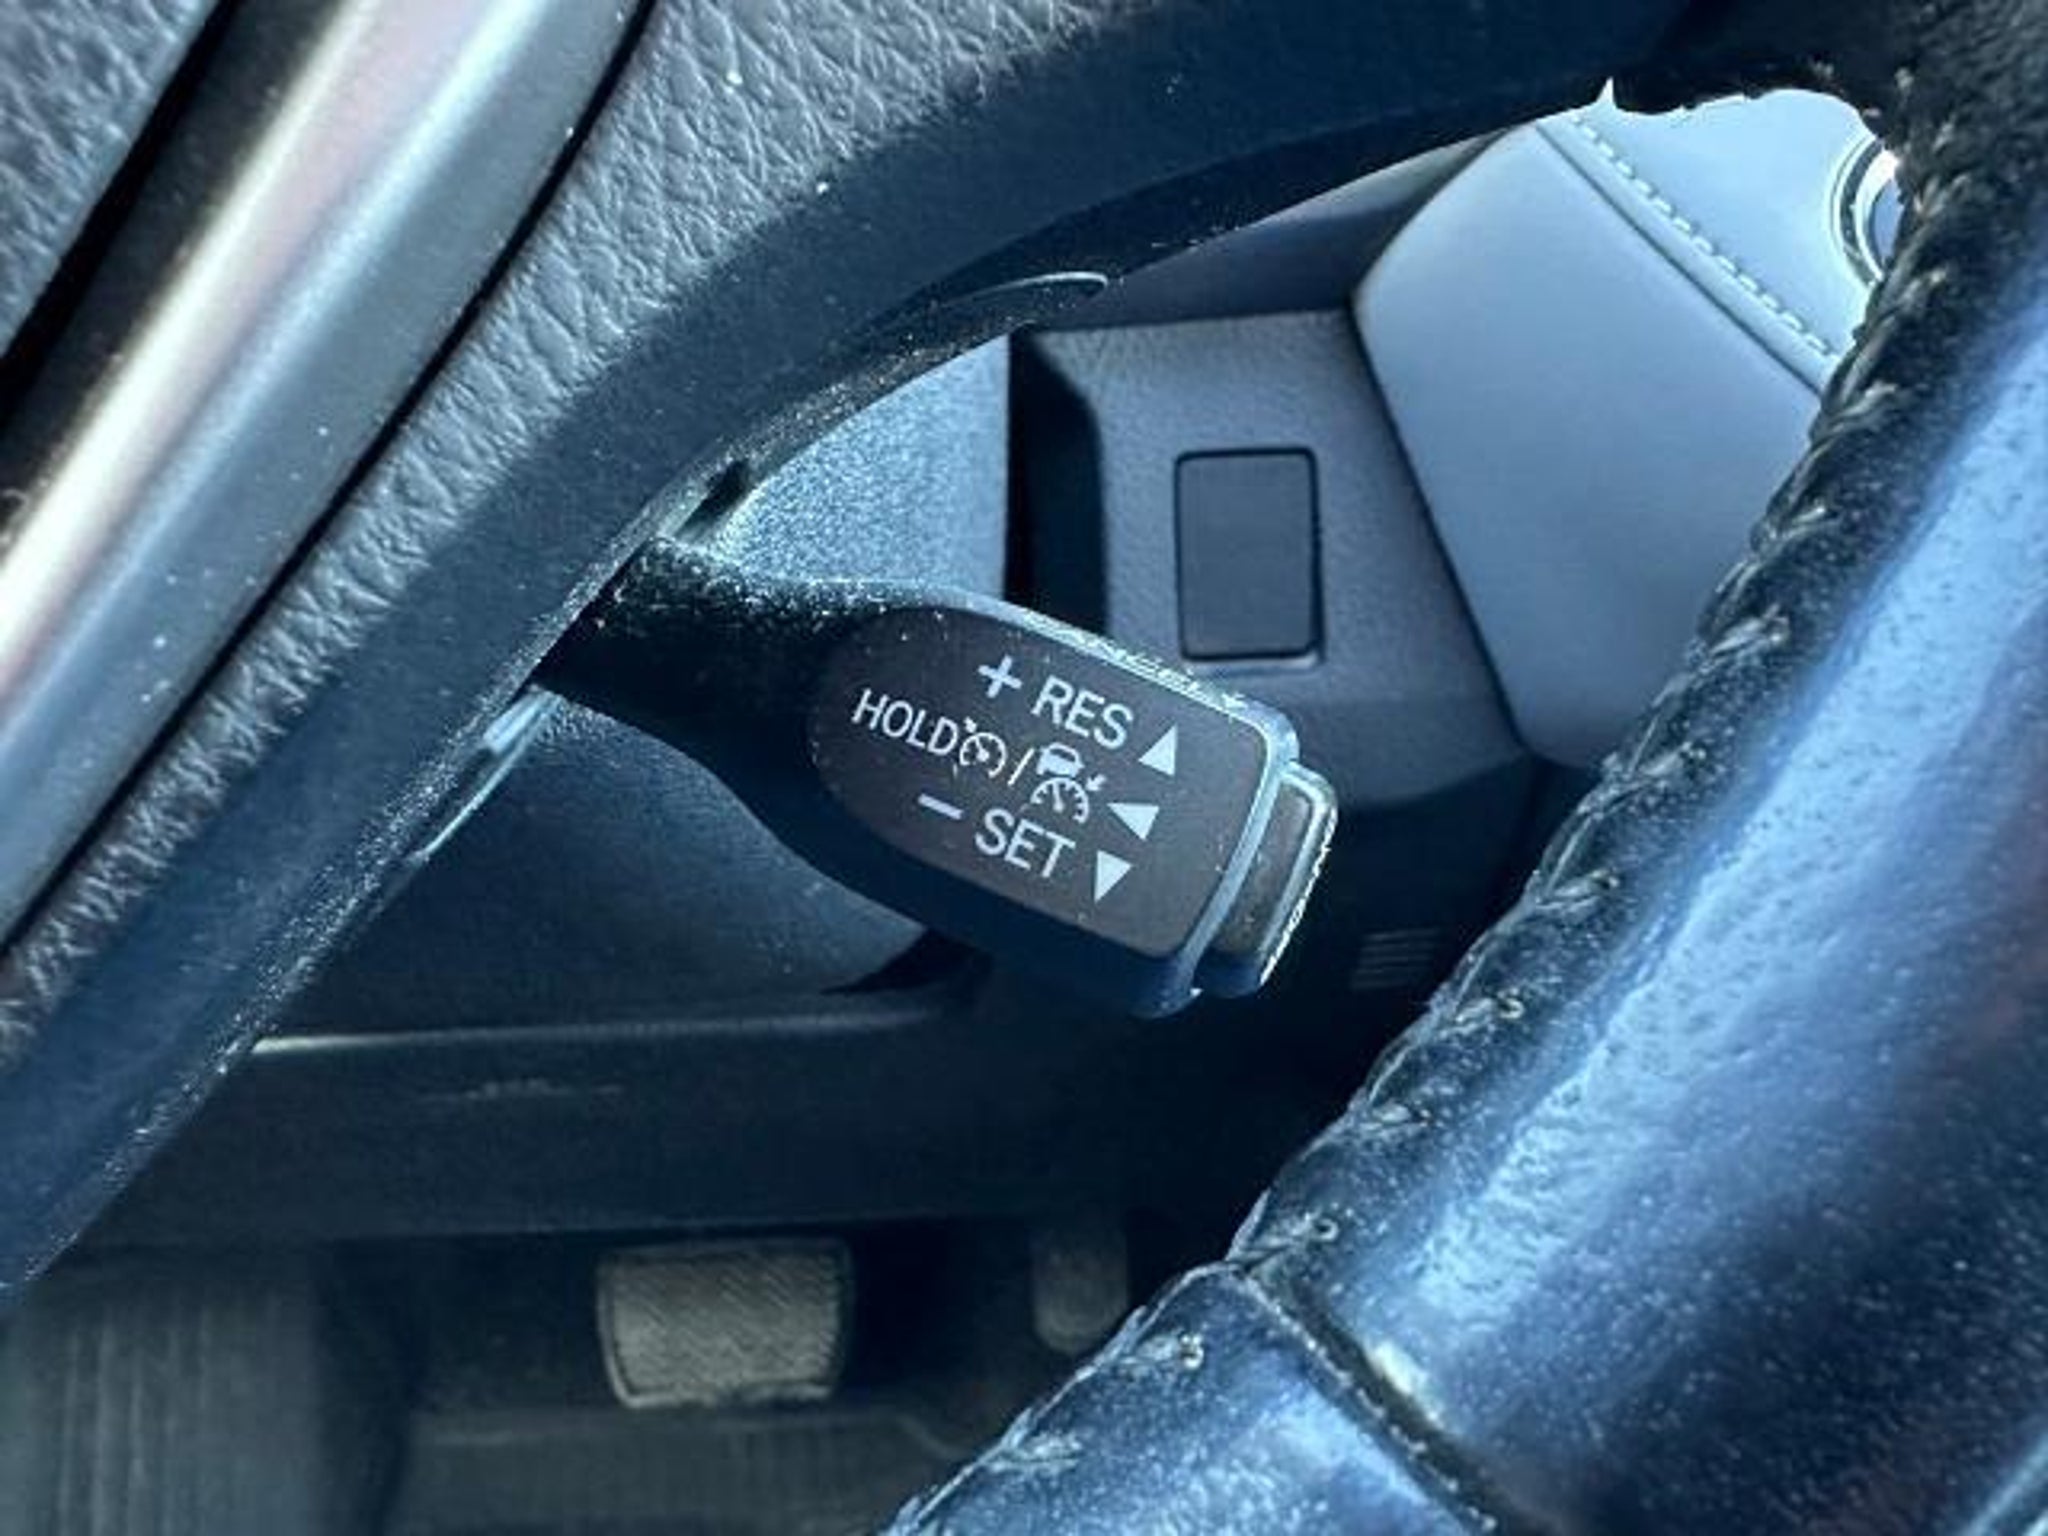 + RES ▲
HOLD / ◀
− SET ▼